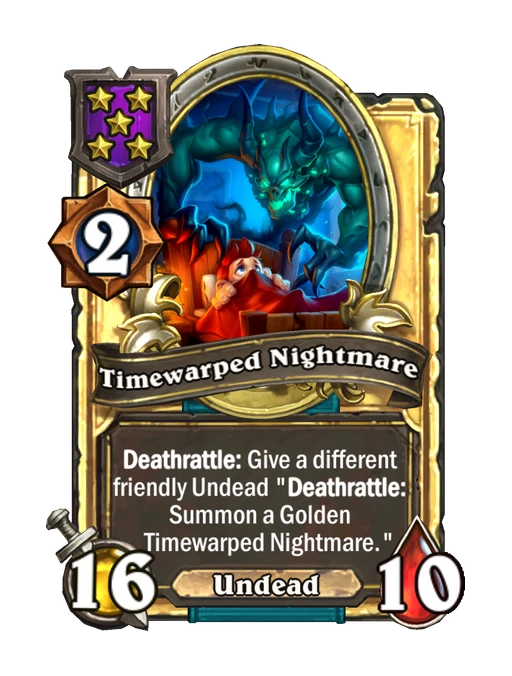 2
Timewarped Nightmare
Deathrattle: Give a different
friendly Undead "Deathrattle:
Summon a Golden
Timewarped Nightmare."
16
Undead
10